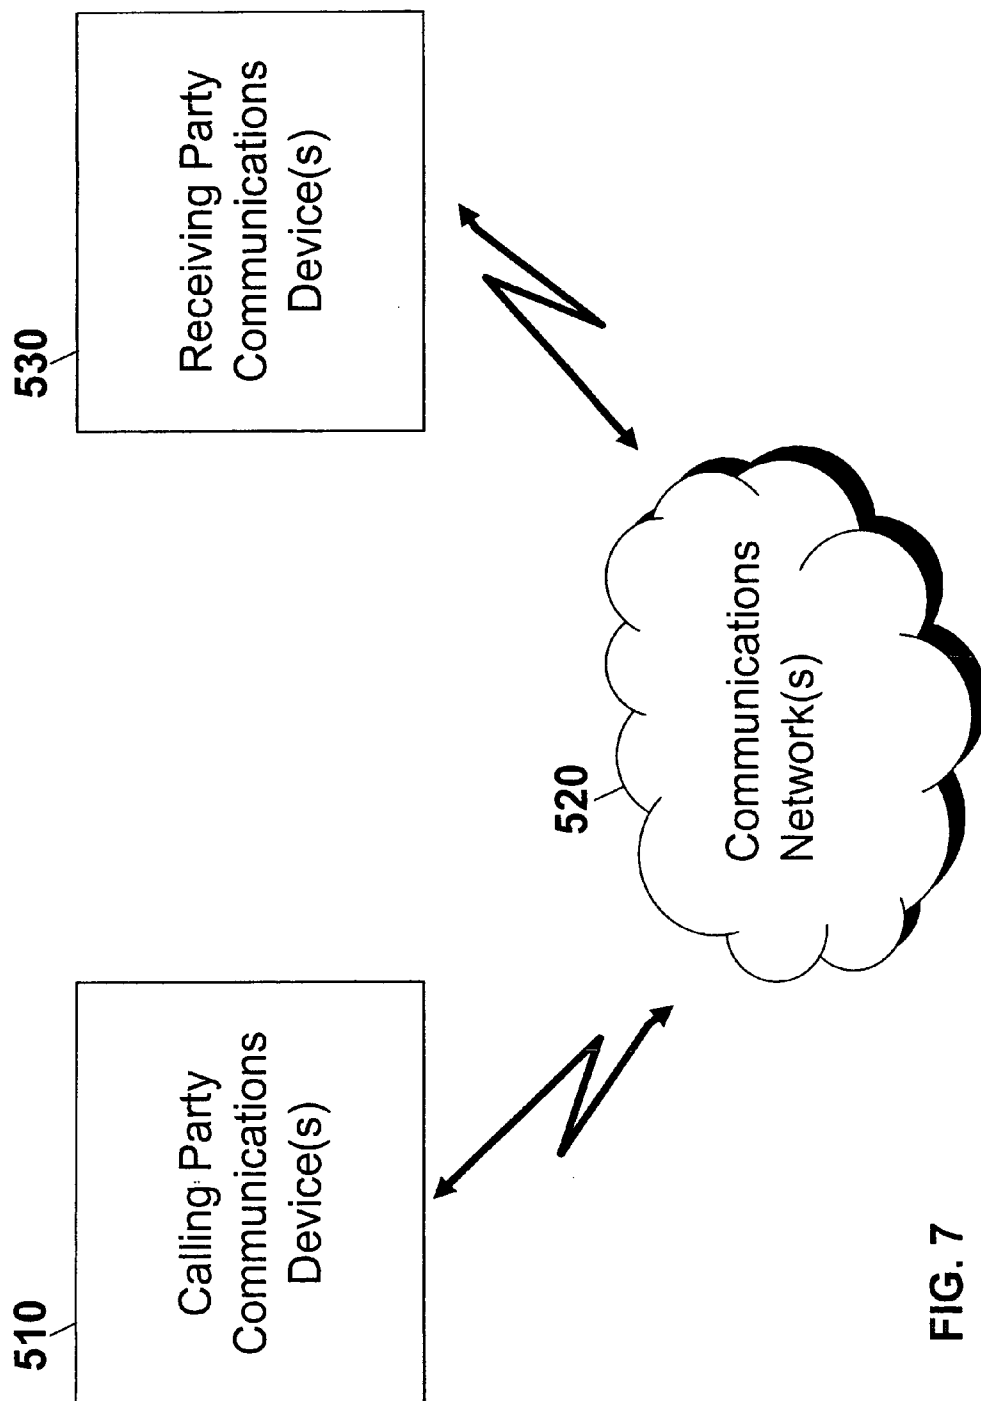 510
Calling Party
Communications
Device(s)
530
Receiving Party
Communications
Device(s)
520
Communications
Network(s)
FIG. 7